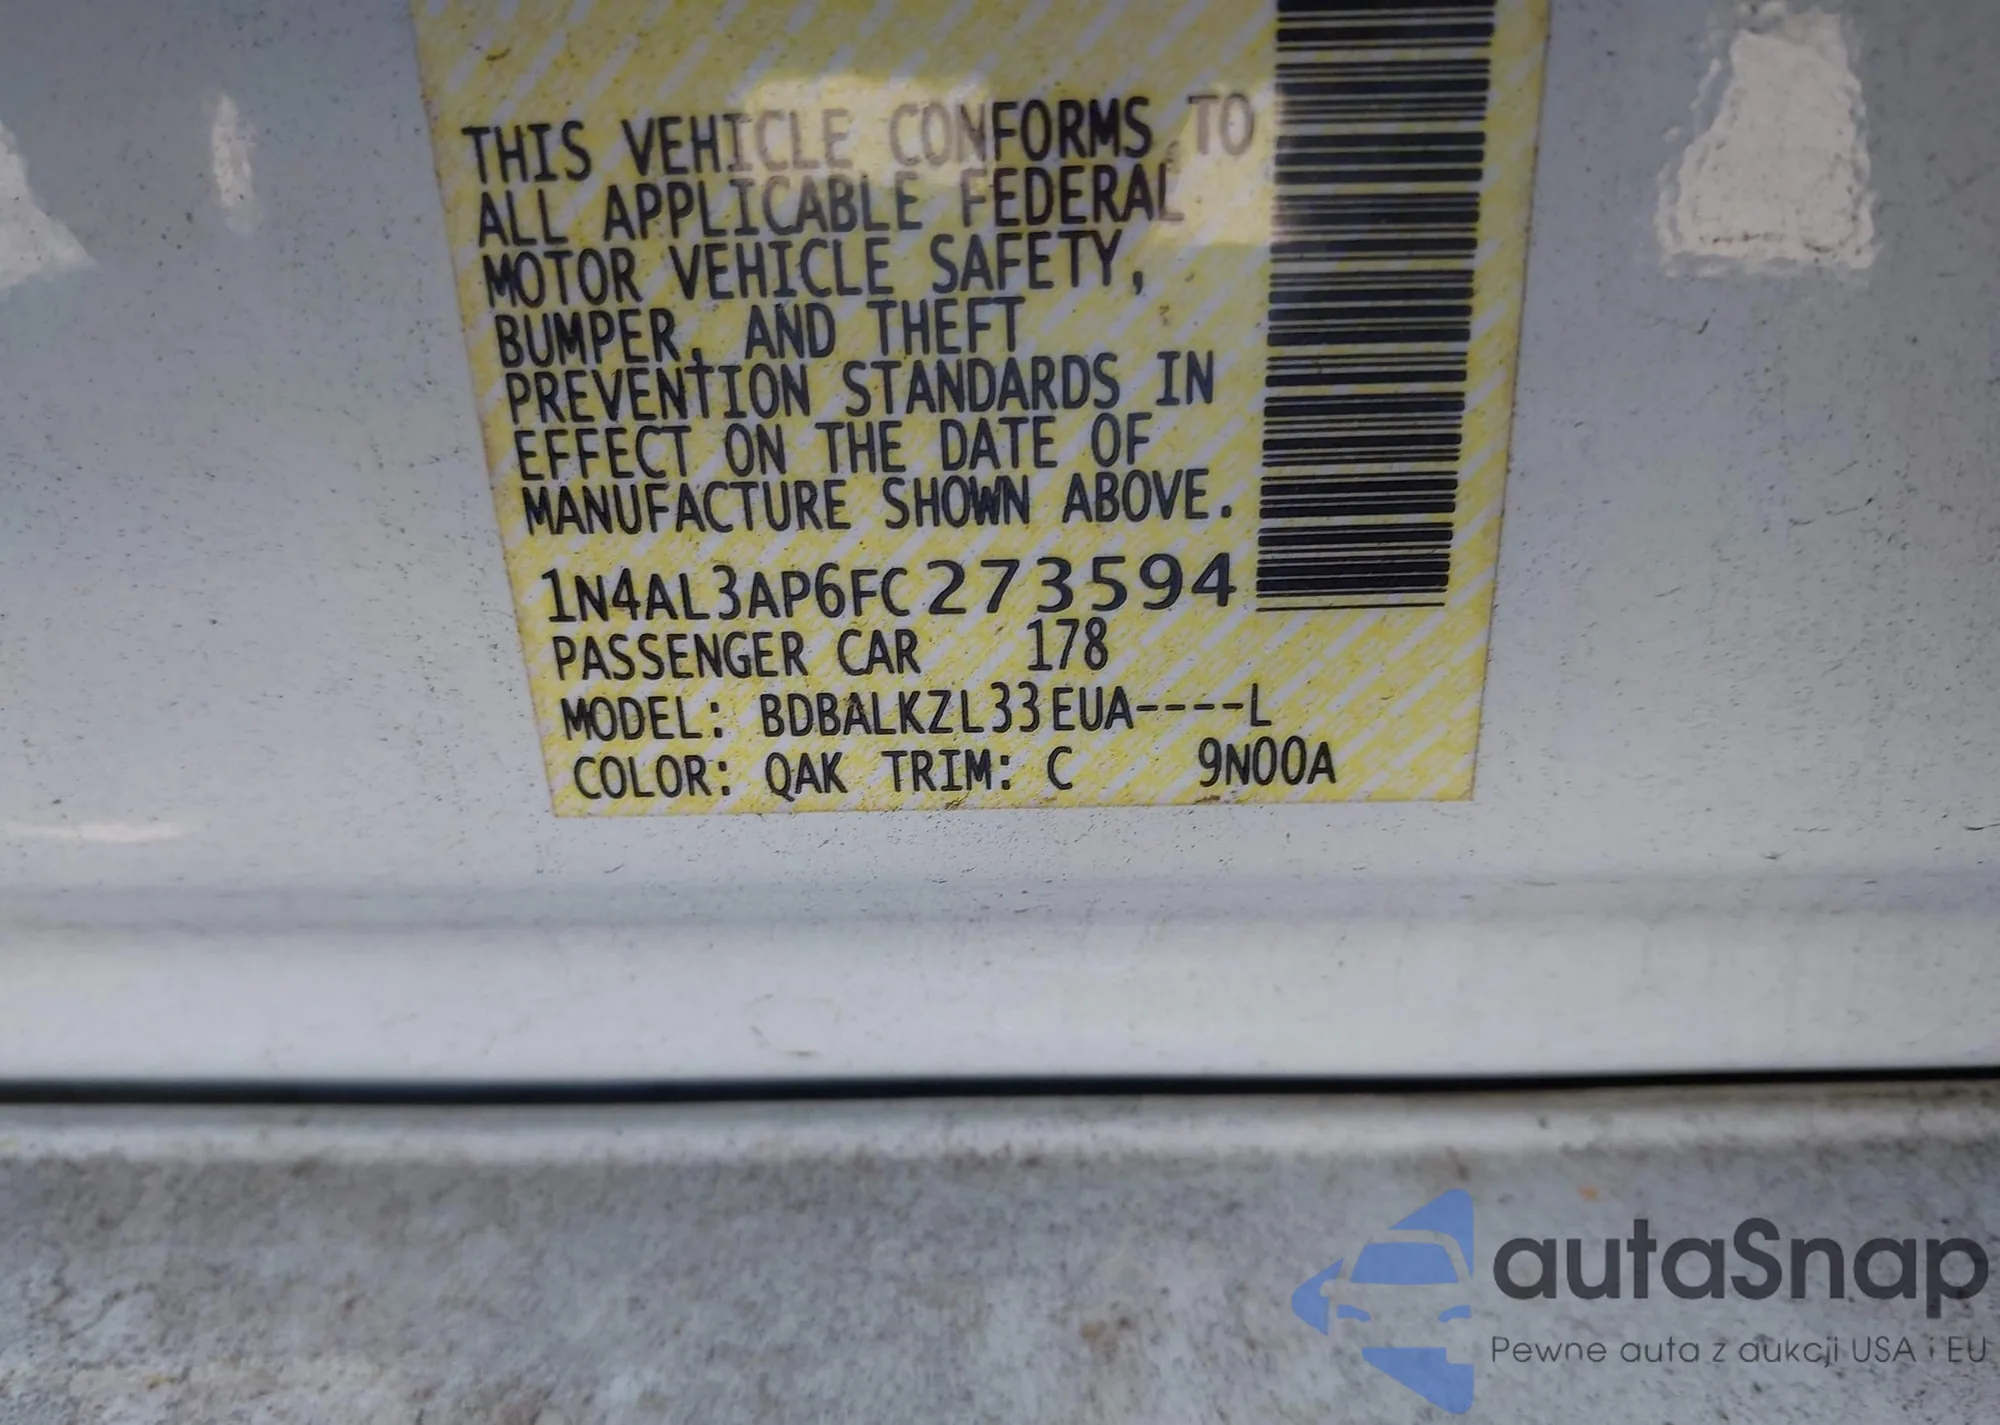 THIS VEHICLE CONFORMS TO
ALL APPLICABLE FEDERAL
MOTOR VEHICLE SAFETY,
BUMPER, AND THEFT
PREVENTION STANDARDS IN
EFFECT ON THE DATE OF
MANUFACTURE SHOWN ABOVE.
1N4AL3AP6FC273594
PASSENGER CAR 178
MODEL: BDBALKZL33EUA----L
COLOR: QAK TRIM: C 9N00A
autaSnap
Pewne auta z aukcji USA i EU